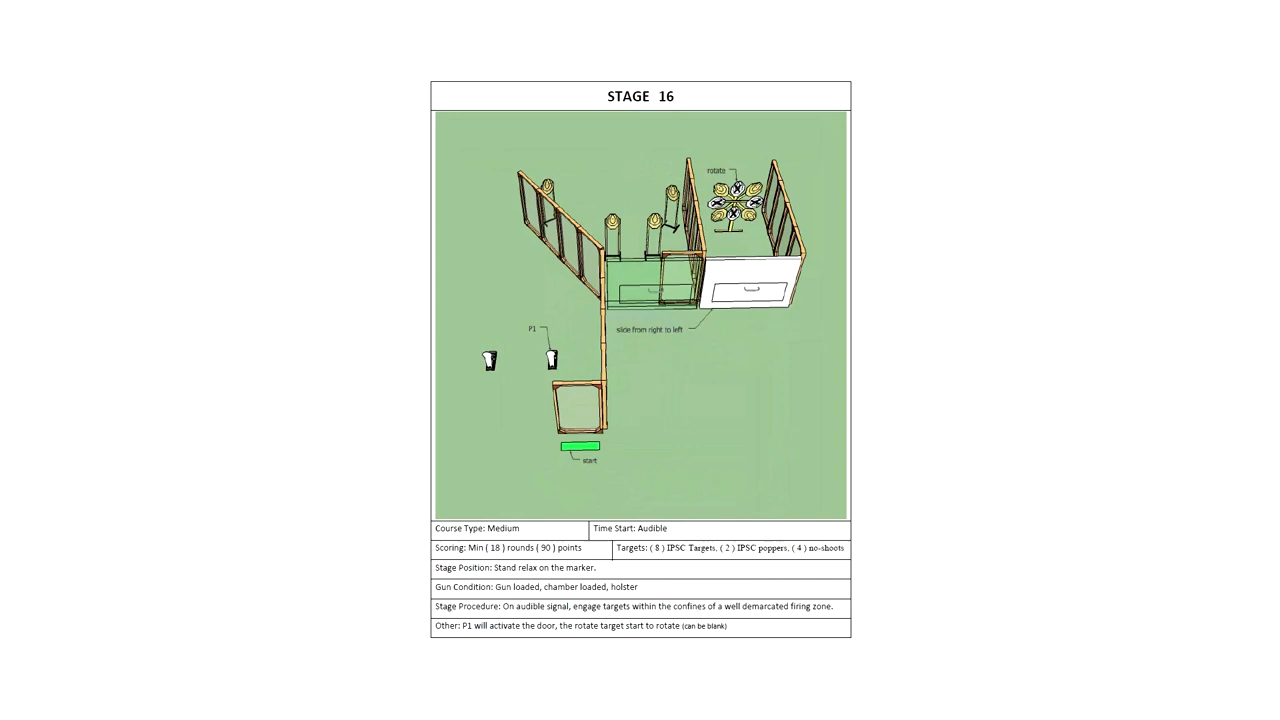 STAGE 16
rotate
P1
slide from right to left
start
Course Type: Medium
Time Start: Audible
Scoring: Min ( 18 ) rounds ( 90 ) points
Targets: ( 8 ) IPSC Targets, ( 2 ) IPSC poppers, ( 4 ) no-shoots
Stage Position: Stand relax on the marker.
Gun Condition: Gun loaded, chamber loaded, holster
Stage Procedure: On audible signal, engage targets within the confines of a well demarcated firing zone.
Other: P1 will activate the door, the rotate target start to rotate (can be blank)